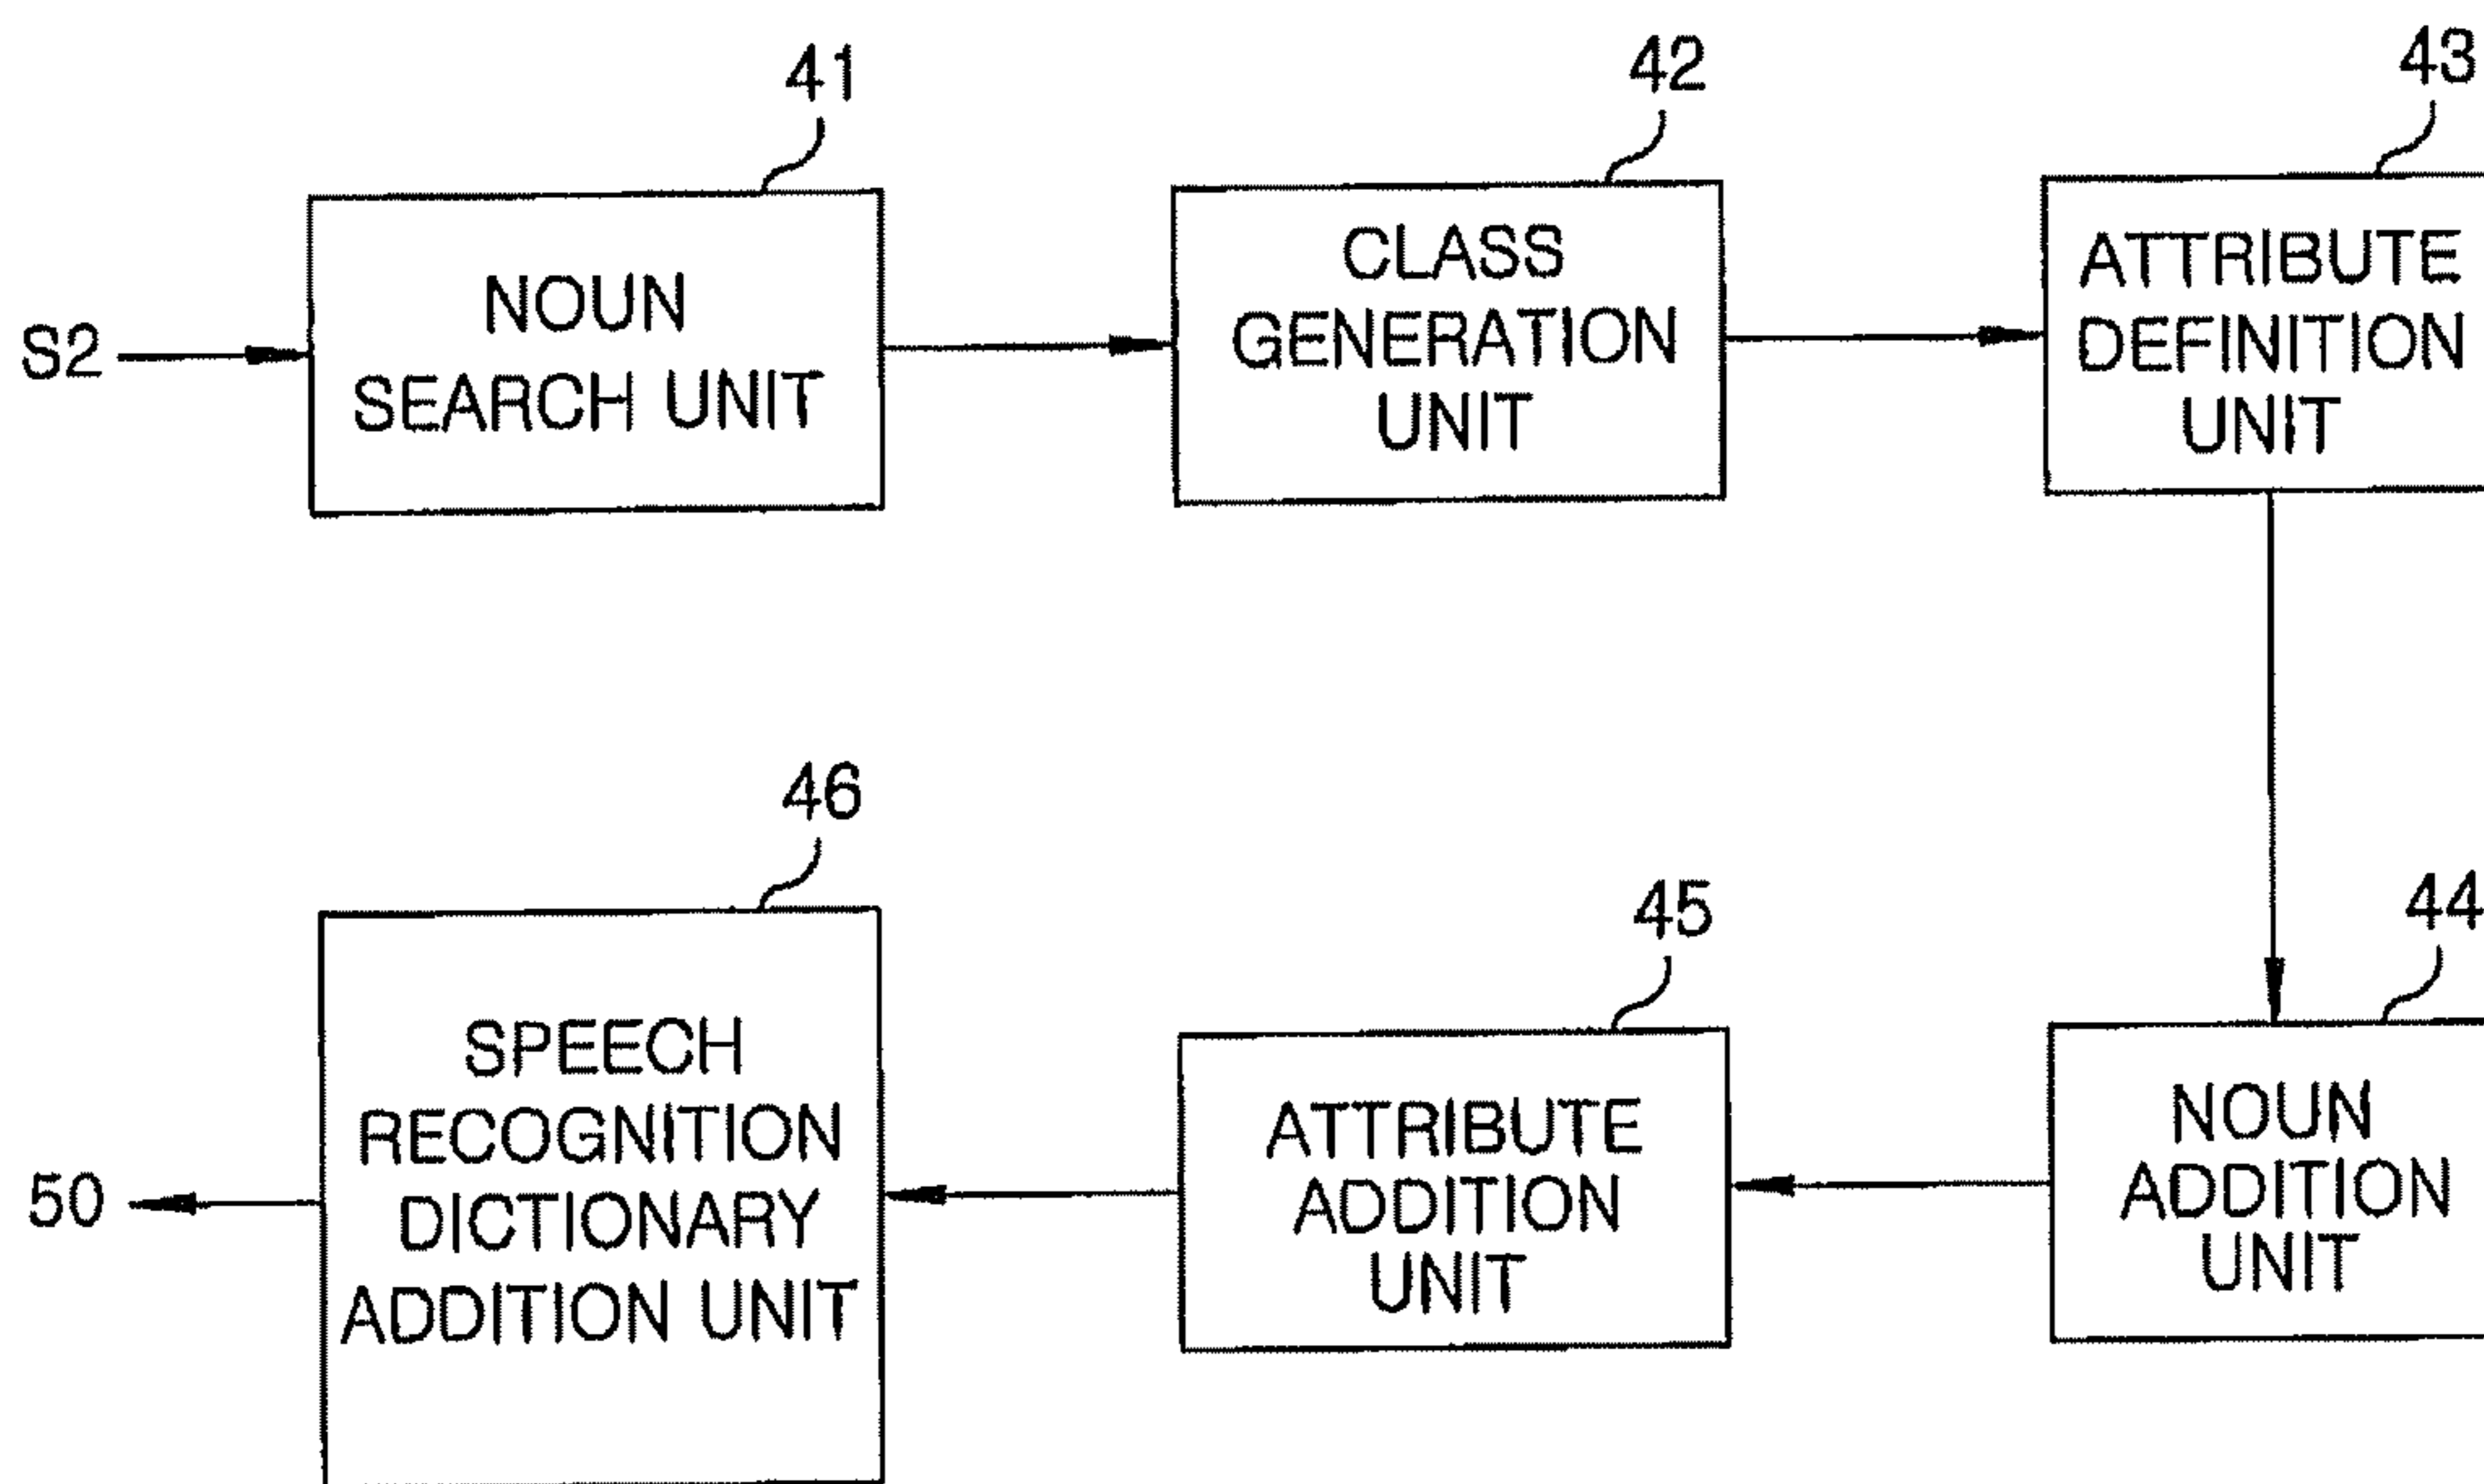 41
42
43
S2
NOUN
SEARCH UNIT
CLASS
GENERATION
UNIT
ATTRIBUTE
DEFINITION
UNIT
46
45
44
50
SPEECH
RECOGNITION
DICTIONARY
ADDITION UNIT
ATTRIBUTE
ADDITION
UNIT
NOUN
ADDITION
UNIT